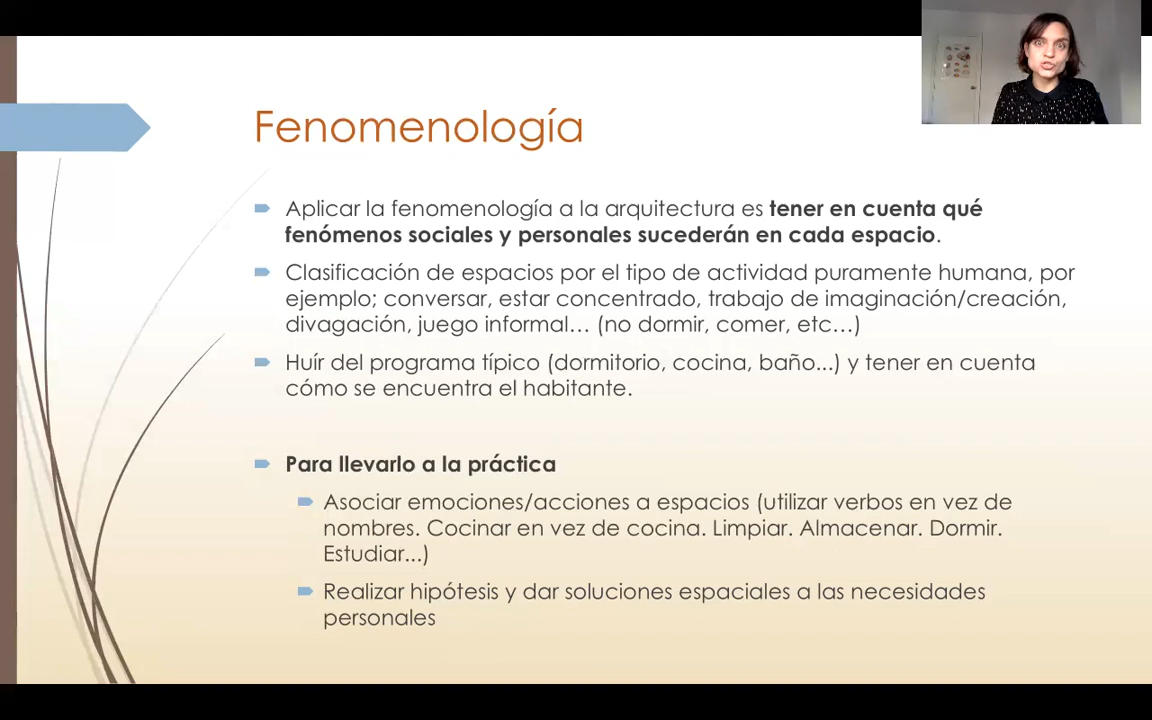 Fenomenología
Aplicar la fenomenología a la arquitectura es tener en cuenta qué
fenómenos sociales y personales sucederán en cada espacio.
Clasificación de espacios por el tipo de actividad puramente humana, por
ejemplo; conversar, estar concentrado, trabajo de imaginación/creación,
divagación, juego informal... (no dormir, comer, etc...)
Huír del programa típico (dormitorio, cocina, baño...) y tener en cuenta
cómo se encuentra el habitante.
Para llevarlo a la práctica
Asociar emociones/acciones a espacios (utilizar verbos en vez de
nombres. Cocinar en vez de cocina. Limpiar. Almacenar. Dormir.
Estudiar...)
Realizar hipótesis y dar soluciones espaciales a las necesidades
personales